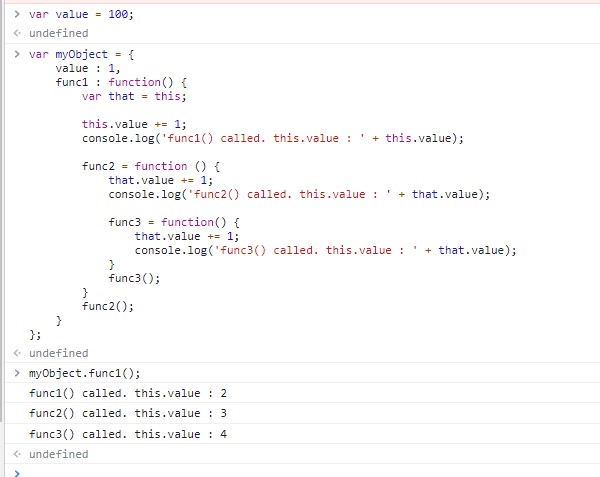 > var value = 100;
<· undefined
> var myObject = {
    value : 1,
    func1 : function() {
        var that = this;

        this.value += 1;
        console.log('func1() called. this.value : ' + this.value);

        func2 = function () {
            that.value += 1;
            console.log('func2() called. this.value : ' + that.value);

            func3 = function() {
                that.value += 1;
                console.log('func3() called. this.value : ' + that.value);
            }
            func3();
        }
        func2();
    }
};
<· undefined
> myObject.func1();
func1() called. this.value : 2
func2() called. this.value : 3
func3() called. this.value : 4
<· undefined
>